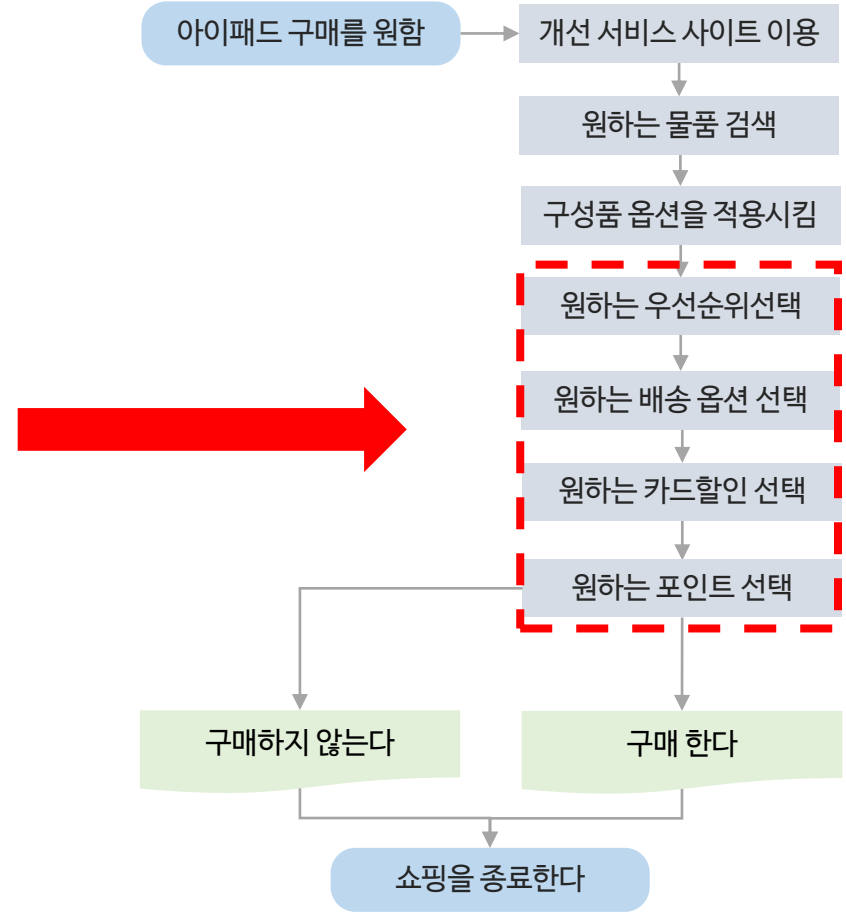 아이패드 구매를 원함
개선 서비스 사이트 이용
원하는 물품 검색
구성품 옵션을 적용시킴
원하는 우선순위선택
원하는 배송 옵션 선택
원하는 카드할인 선택
원하는 포인트 선택
구매하지 않는다
구매 한다
쇼핑을 종료한다